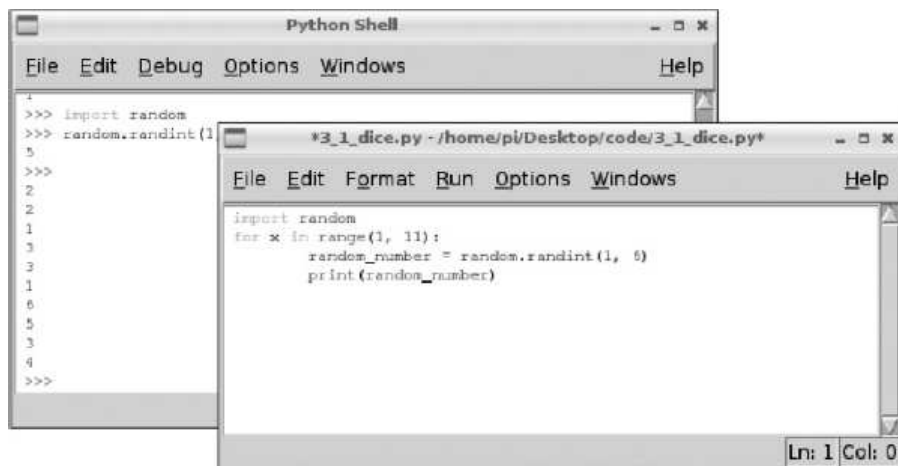 Python Shell
File Edit Debug Options Windows Help
1
>>> import random
>>> random.randint(1
5
>>>
2
2
1
3
3
1
6
5
3
4
>>>
*3_1_dice.py - /home/pi/Desktop/code/3_1_dice.py*
File Edit Format Run Options Windows Help
import random
for x in range(1, 11):
random_number = random.randint(1, 6)
print(random_number)
Ln: 1 Col: 0